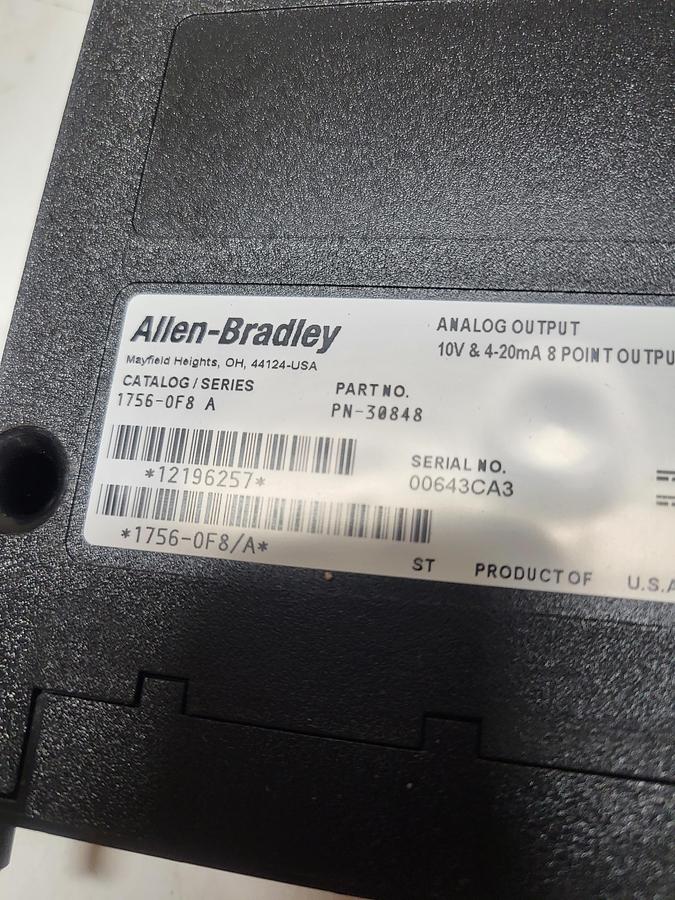 Allen-Bradley
Mayfield Heights, OH, 44124-USA
CATALOG / SERIES
1756-OF8 A
PART NO.
PN-30848
ANALOG OUTPUT
10V & 4-20mA 8 POINT OUTPU
*12196257*
SERIAL NO.
00643CA3
*1756-OF8/A*
ST PRODUCT OF U.S.A